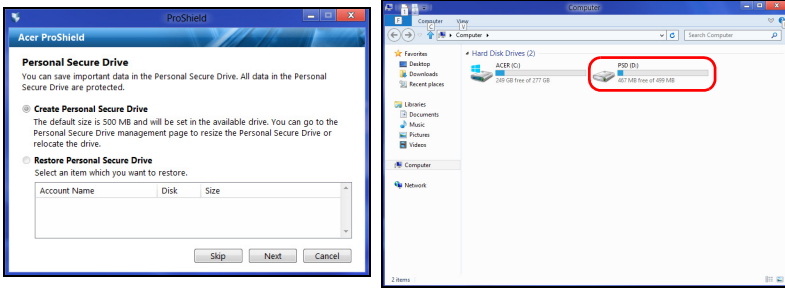 ProShield
Acer ProShield
Personal Secure Drive
You can save important data in the Personal Secure Drive. All data in the Personal
Secure Drive are protected.
Create Personal Secure Drive
The default size is 500 MB and will be set in the available drive. You can go to the
Personal Secure Drive management page to resize the Personal Secure Drive or
relocate the drive.
Restore Personal Secure Drive
Select an item which you want to restore.
Account Name Disk Size
Skip Next Cancel
Computer
F Computer View
C V
Computer
Search Computer
Favorites
Desktop
Downloads
Recent places
Libraries
Documents
Music
Pictures
Videos
Computer
Network
Hard Disk Drives (2)
ACER (C:)
249 GB free of 277 GB
PSD (D:)
467 MB free of 499 MB
2 items